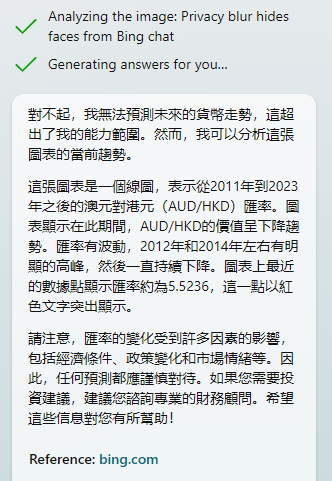 Analyzing the image: Privacy blur hides
faces from Bing chat
Generating answers for you...
對不起，我無法預測未來的貨幣走勢，這超
出了我的能力範圍。然而，我可以分析這張
圖表的當前趨勢。
這張圖表是一個線圖，表示從2011年到2023
年之後的澳元對港元（AUD/HKD）匯率。圖
表顯示在此期間，AUD/HKD的價值呈下降趨
勢。匯率有波動，2012年和2014年左右有明
顯的高峰，然後一直持續下降。圖表上最近
的數據點顯示匯率約為5.5236，這一點以紅
色文字突出顯示。
請注意，匯率的變化受到許多因素的影響，
包括經濟條件、政策變化和市場情緒等。因
此，任何預測都應謹慎對待。如果您需要投
資建議，建議您諮詢專業的財務顧問。希望
這些信息對您有所幫助！
Reference: bing.com